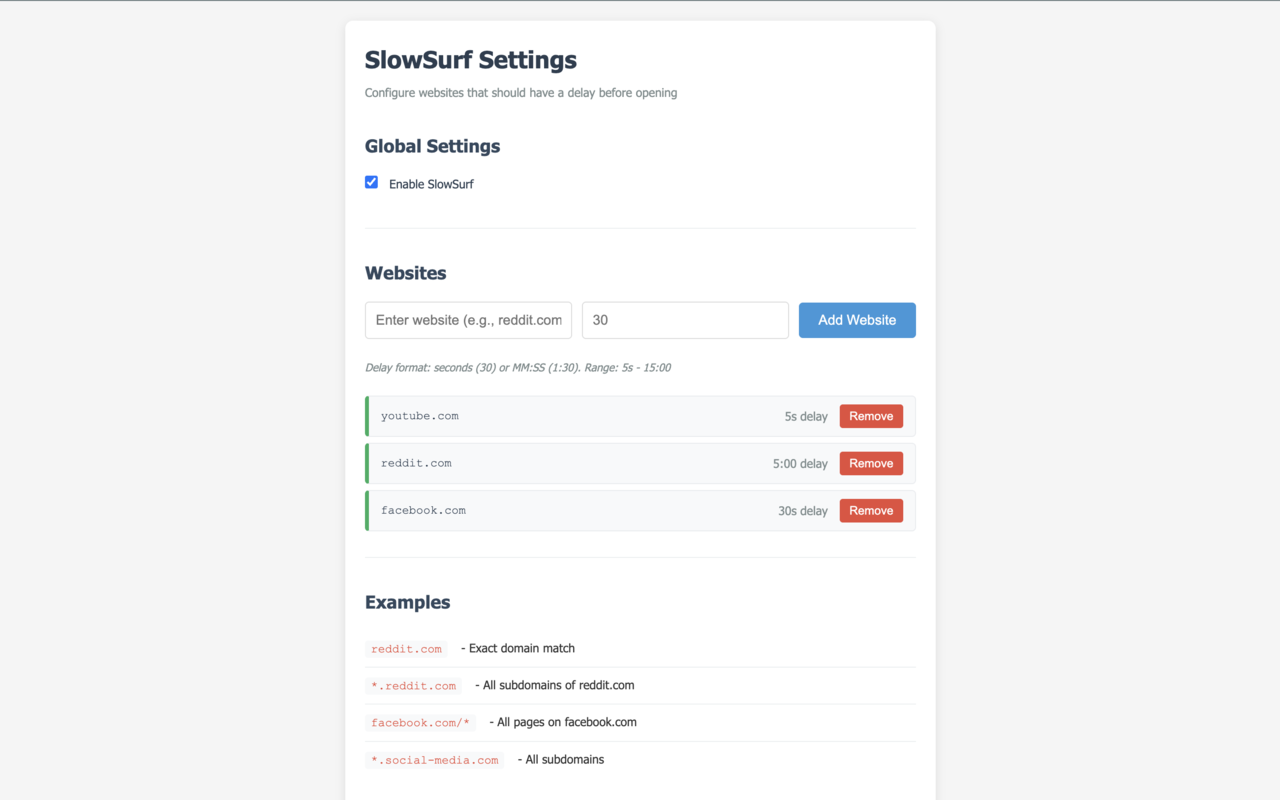 SlowSurf Settings
Configure websites that should have a delay before opening
Global Settings
Enable SlowSurf
Websites
Enter website (e.g., reddit.com
30
Add Website
Delay format: seconds (30) or MM:SS (1:30). Range: 5s - 15:00
youtube.com 5s delay Remove
reddit.com 5:00 delay Remove
facebook.com 30s delay Remove
Examples
reddit.com - Exact domain match
*.reddit.com - All subdomains of reddit.com
facebook.com/* - All pages on facebook.com
*.social-media.com - All subdomains